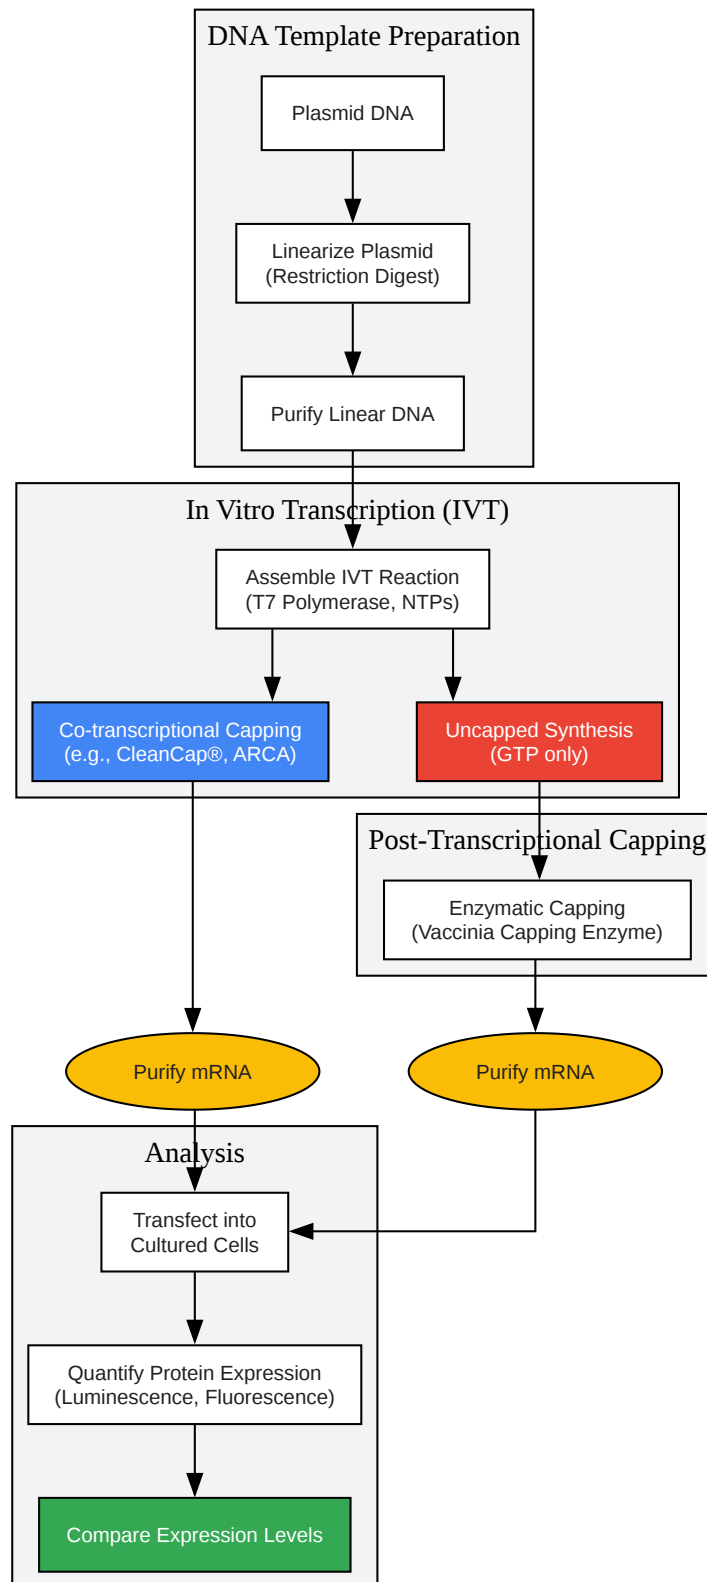 DNA Template Preparation
Plasmid DNA
Linearize Plasmid
(Restriction Digest)
Purify Linear DNA
In Vitro Transcription (IVT)
Assemble IVT Reaction
(T7 Polymerase, NTPs)
Co-transcriptional Capping
(e.g., CleanCap®, ARCA)
Uncapped Synthesis
(GTP only)
Post-Transcriptional Capping
Enzymatic Capping
(Vaccinia Capping Enzyme)
Purify mRNA
Purify mRNA
Analysis
Transfect into
Cultured Cells
Quantify Protein Expression
(Luminescence, Fluorescence)
Compare Expression Levels